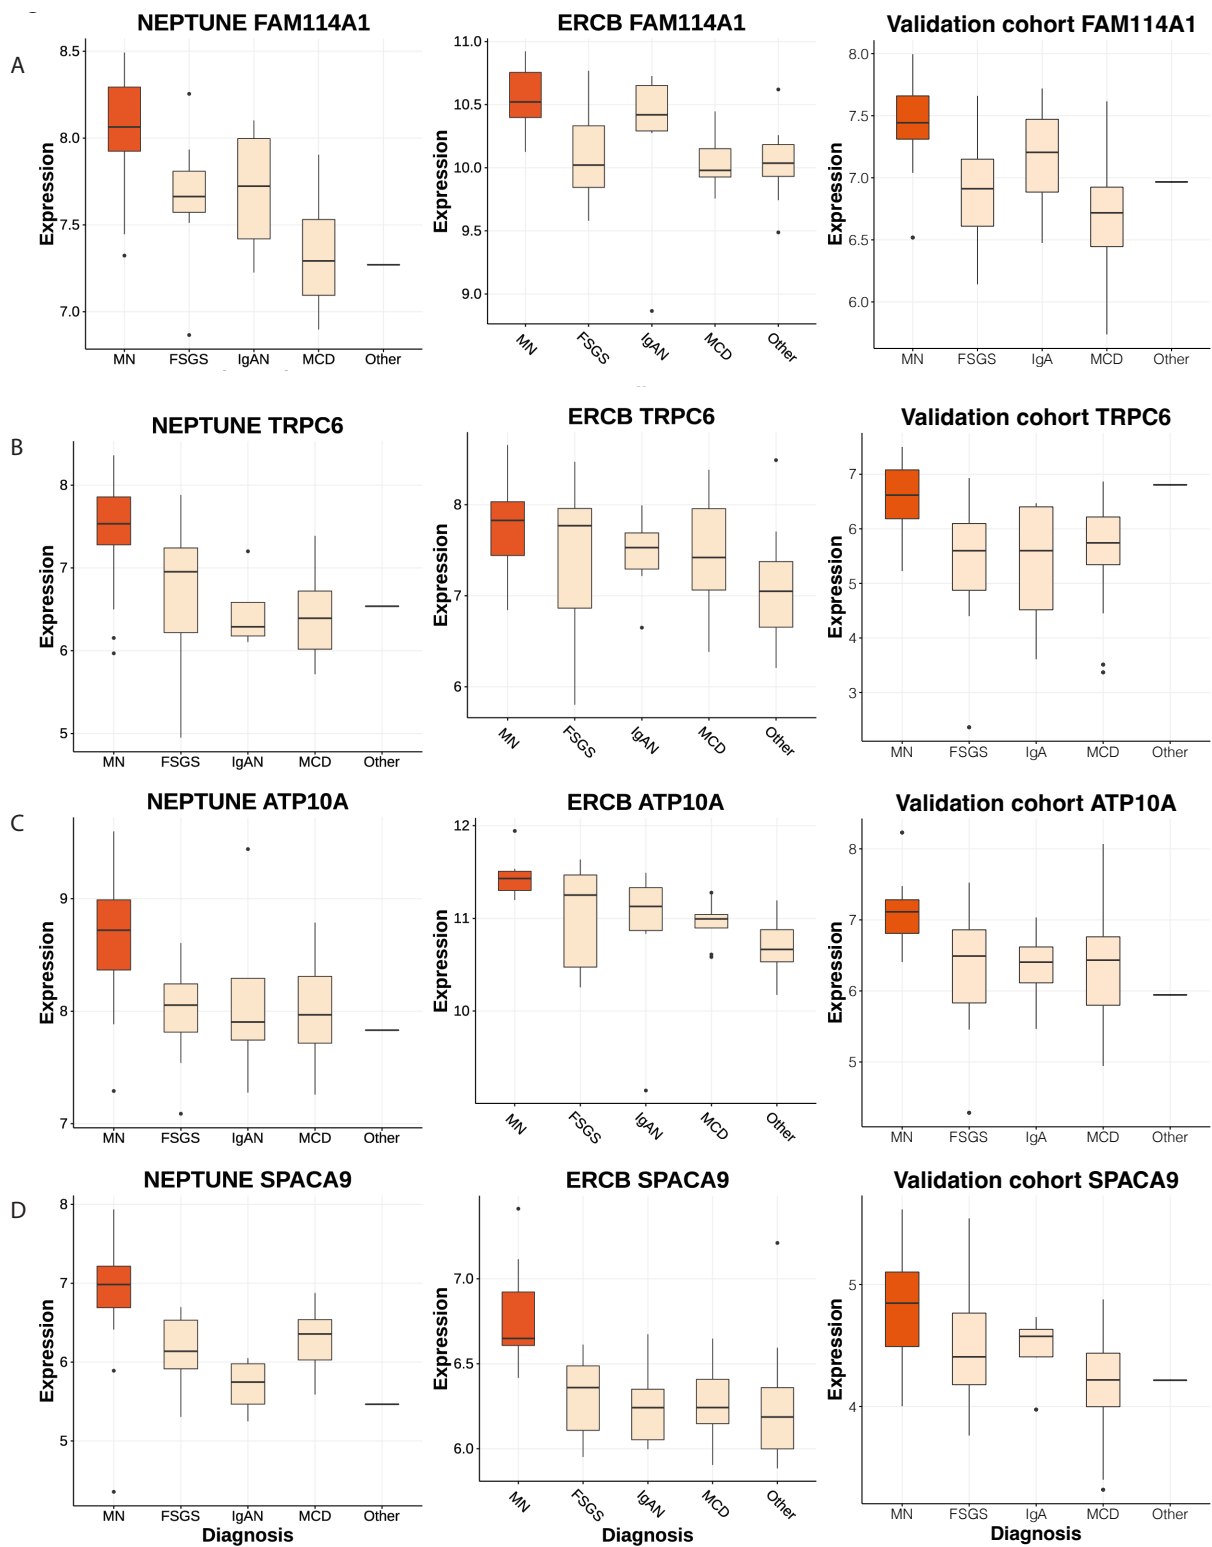 NEPTUNE FAM114A1
ERCB FAM114A1
Validation cohort FAM114A1
A
Expression
8.5
8.0
7.5
7.0
MN FSGS IgAN MCD Other
Expression
11.0
10.5
10.0
9.5
9.0
MN FSGS IgAN MCD Other
Expression
8.0
7.5
7.0
6.5
6.0
MN FSGS IgA MCD Other
B
NEPTUNE TRPC6
ERCB TRPC6
Validation cohort TRPC6
Expression
8
7
6
5
MN FSGS IgAN MCD Other
Expression
8
7
6
MN FSGS IgAN MCD Other
Expression
7
6
5
4
3
MN FSGS IgA MCD Other
C
NEPTUNE ATP10A
ERCB ATP10A
Validation cohort ATP10A
Expression
9
8
7
MN FSGS IgAN MCD Other
Expression
12
11
10
MN FSGS IgAN MCD Other
Expression
8
7
6
5
MN FSGS IgA MCD Other
D
NEPTUNE SPACA9
ERCB SPACA9
Validation cohort SPACA9
Expression
8
7
6
5
MN FSGS IgAN MCD Other
Diagnosis
Expression
7.0
6.5
6.0
MN FSGS IgAN MCD Other
Expression
5
4
MN FSGS IgA MCD Other
Diagnosis